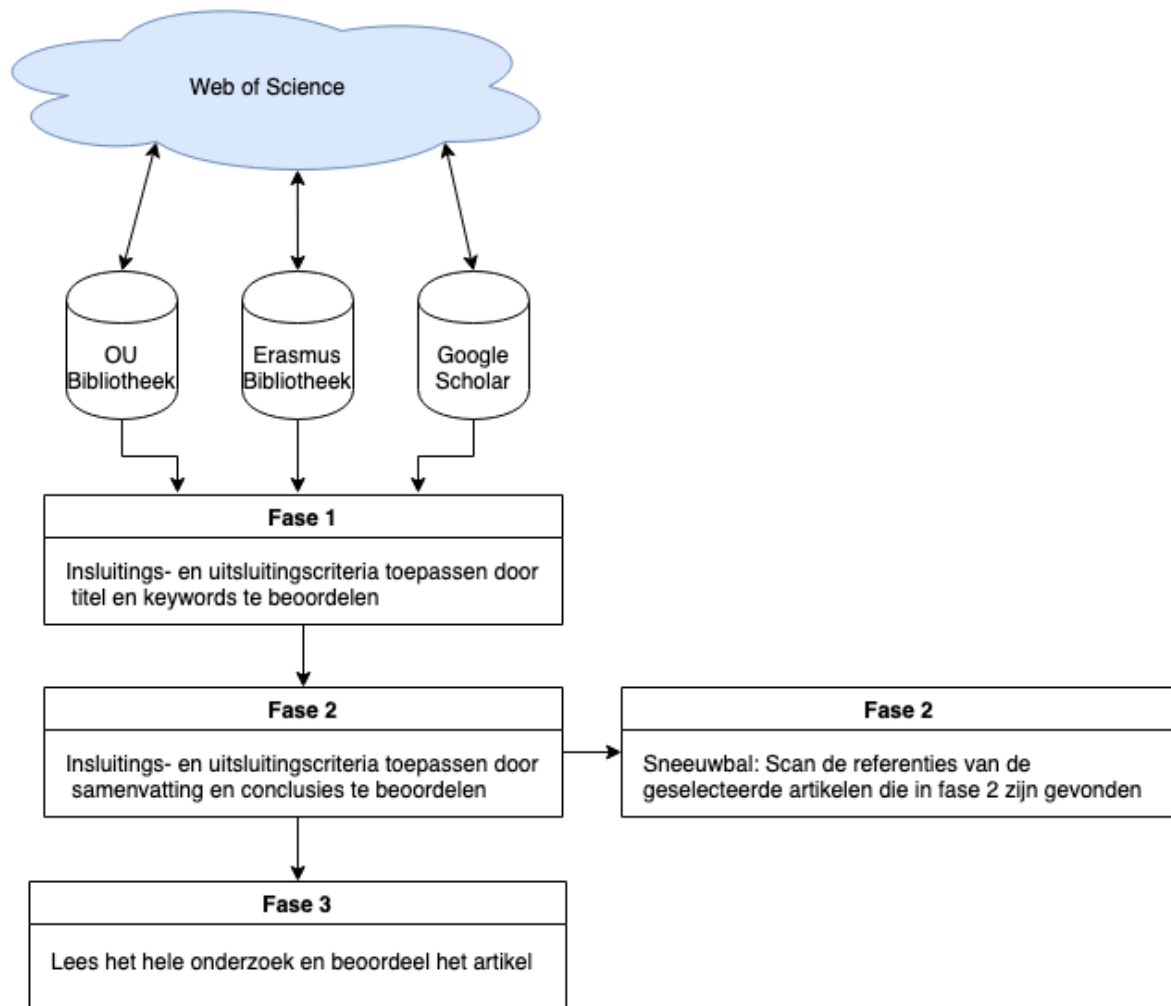 Web of Science
OU
Bibliotheek
Erasmus
Bibliotheek
Google
Scholar
Fase 1
Insluitings- en uitsluitingscriteria toepassen door
titel en keywords te beoordelen
Fase 2
Insluitings- en uitsluitingscriteria toepassen door
samenvatting en conclusies te beoordelen
Fase 2
Sneeuwbal: Scan de referenties van de
geselecteerde artikelen die in fase 2 zijn gevonden
Fase 3
Lees het hele onderzoek en beoordeel het artikel